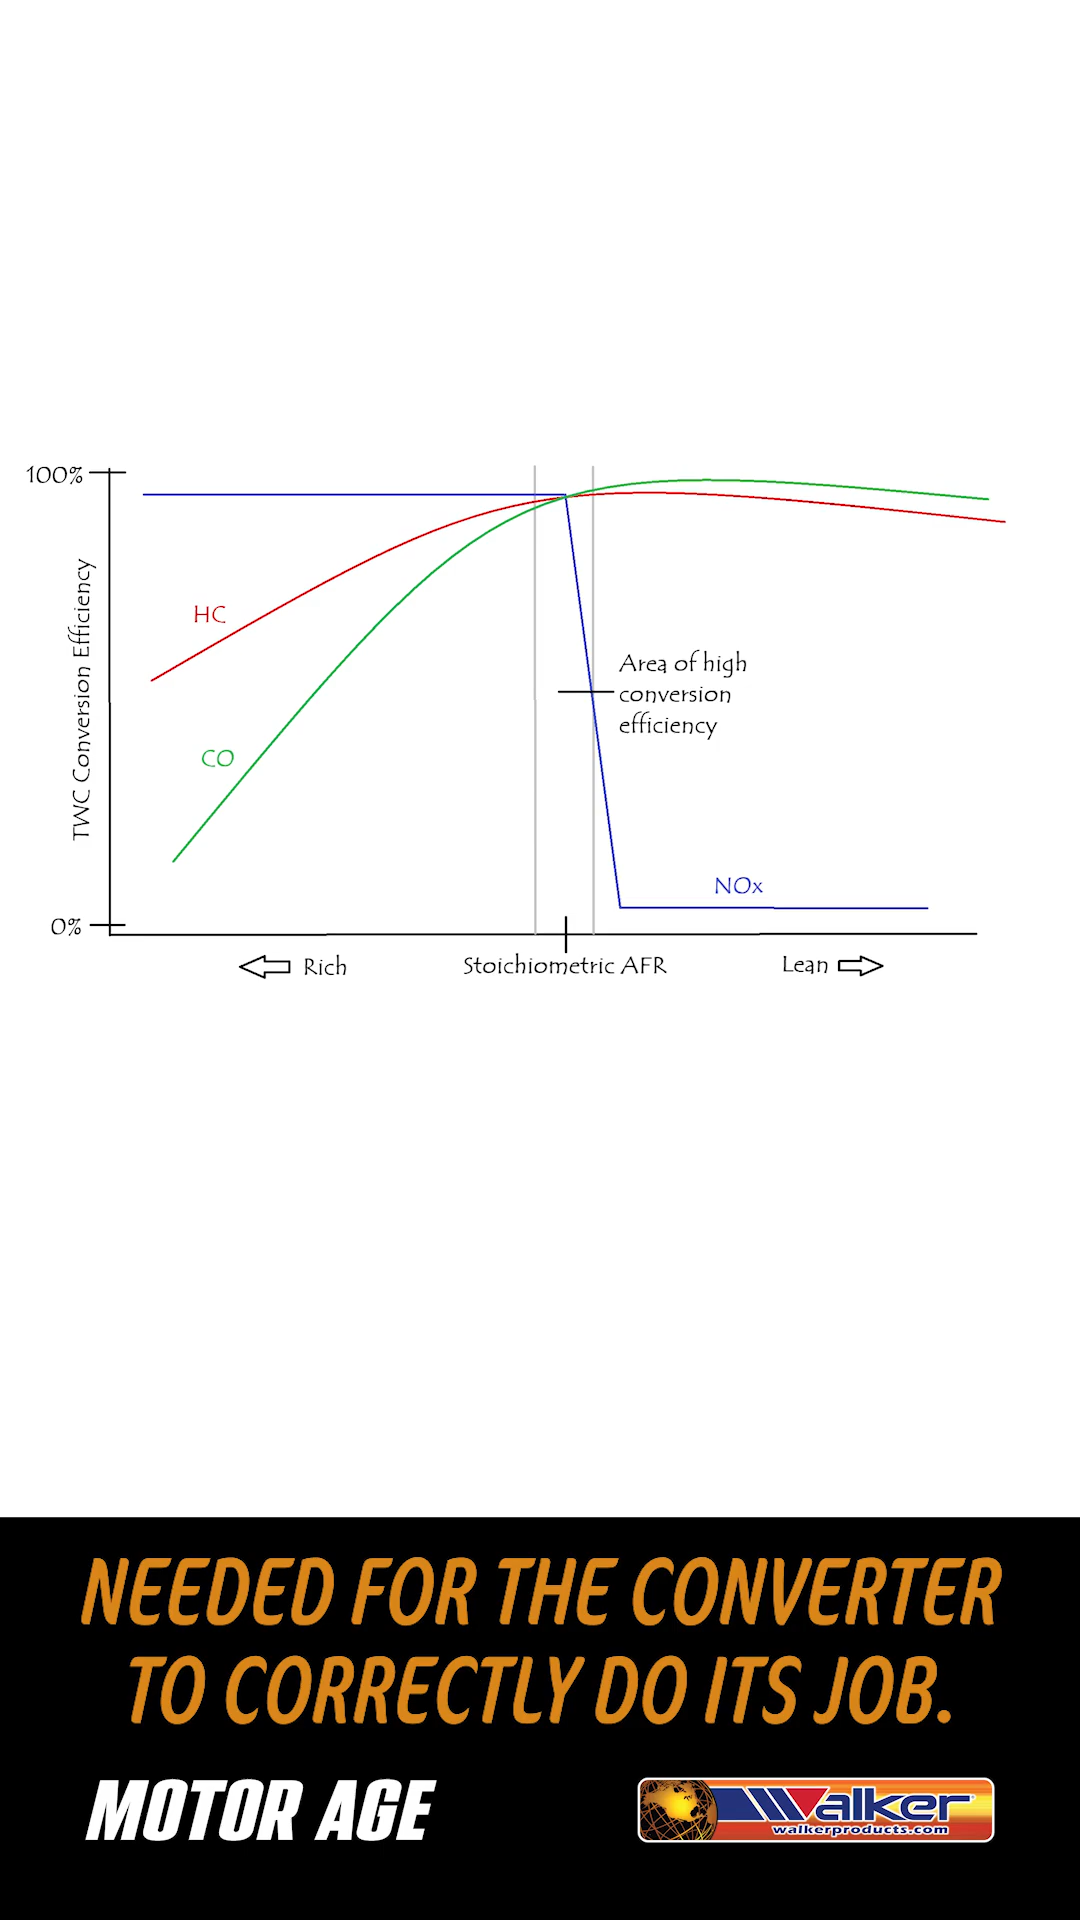 100%
TWC Conversion Efficiency
HC
CO
Area of high
conversion
efficiency
NOx
0%
Rich
Stoichiometric AFR
Lean
NEEDED FOR THE CONVERTER
TO CORRECTLY DO ITS JOB.
MOTOR AGE
Walker
walkerproducts.com